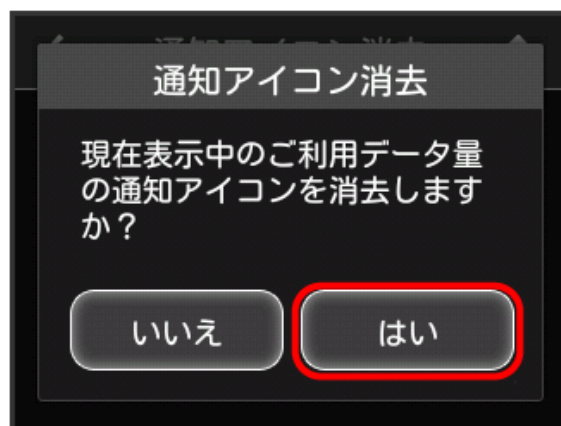 通知アイコン消去
現在表示中のご利用データ量
の通知アイコンを消去します
か？
いいえ
はい